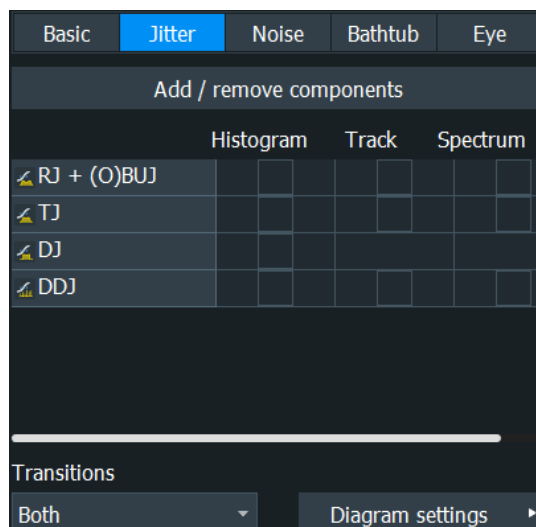 Basic Jitter Noise Bathtub Eye
Add / remove components
Histogram Track Spectrum
RJ + (O)BUJ
TJ
DJ
DDJ
Transitions
Both Diagram settings